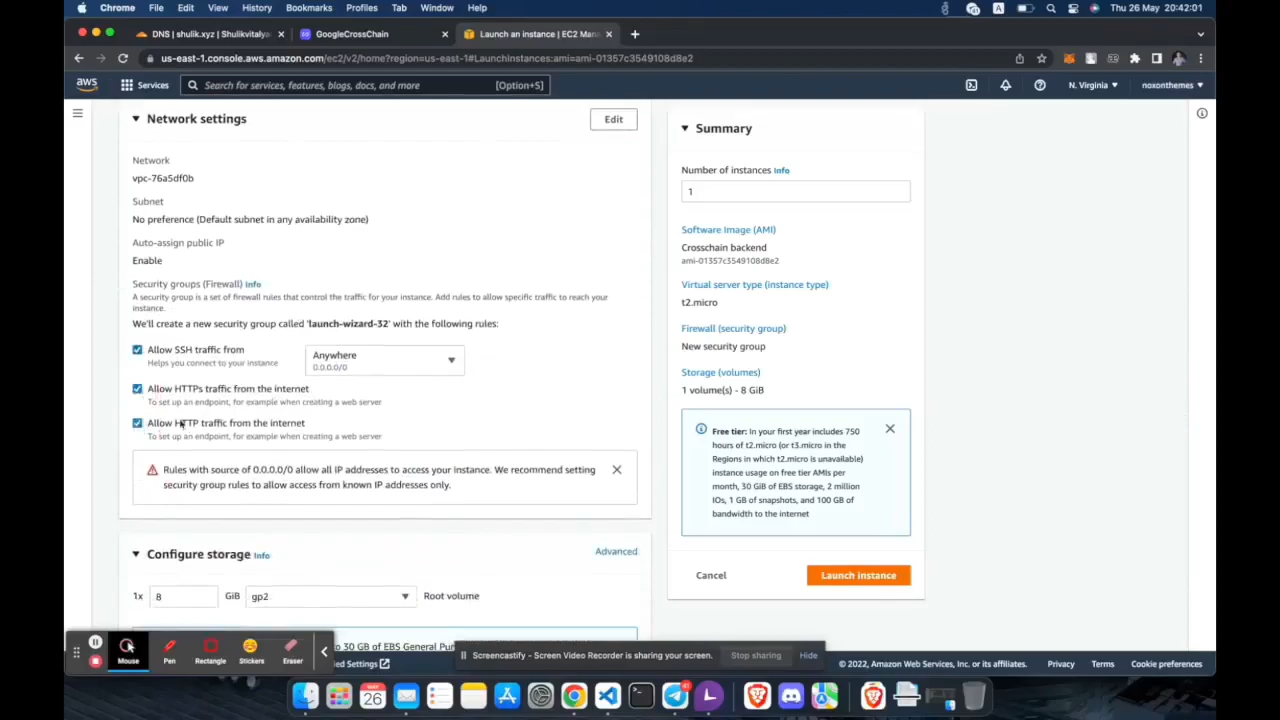 Chrome File Edit View History Bookmarks Profiles Tab Window Help
A
Thu 26 May 20:42:01
DNS | shulik.xyz | Shulikvitalya
GoogleCrossChain
Launch an instance | EC2 Man
us-east-1.console.aws.amazon.com/ec2/v2/home?region=us-east-1#LaunchInstances:ami=ami-01357c3549108d8e2
aws
Services
Search for services, features, blogs, docs, and more
[Option+S]
N. Virginia
noxonthemes
Network settings
Edit
Network
vpc-76a5df0b
Subnet
No preference (Default subnet in any availability zone)
Auto-assign public IP
Enable
Security groups (Firewall) Info
A security group is a set of firewall rules that control the traffic for your instance. Add rules to allow specific traffic to reach your
instance.
We'll create a new security group called 'launch-wizard-32' with the following rules:
Allow SSH traffic from
Helps you connect to your instance
Anywhere
0.0.0.0/0
Allow HTTPs traffic from the internet
To set up an endpoint, for example when creating a web server
Allow HTTP traffic from the internet
To set up an endpoint, for example when creating a web server
Rules with source of 0.0.0.0/0 allow all IP addresses to access your instance. We recommend setting
security group rules to allow access from known IP addresses only.
Configure storage Info
Advanced
1x
8
GiB
gp2
Root volume
to 30 GB of EBS General Pur
Summary
Number of instances Info
1
Software Image (AMI)
Crosschain backend
ami-01357c3549108d8e2
Virtual server type (instance type)
t2.micro
Firewall (security group)
New security group
Storage (volumes)
1 volume(s) - 8 GiB
Free tier: In your first year includes 750
hours of t2.micro (or t3.micro in the
Regions in which t2.micro is unavailable)
instance usage on free tier AMIs per
month, 30 GiB of EBS storage, 2 million
IOs, 1 GB of snapshots, and 100 GB of
bandwidth to the internet
Cancel
Launch instance
Mouse
Pen
Rectangle
Stickers
Eraser
Screencastify - Screen Video Recorder is sharing your screen.
Stop sharing
Hide
ed Settings
© 2022, Amazon Web Services, Inc. or its affiliates.
Privacy
Terms
Cookie preferences
26